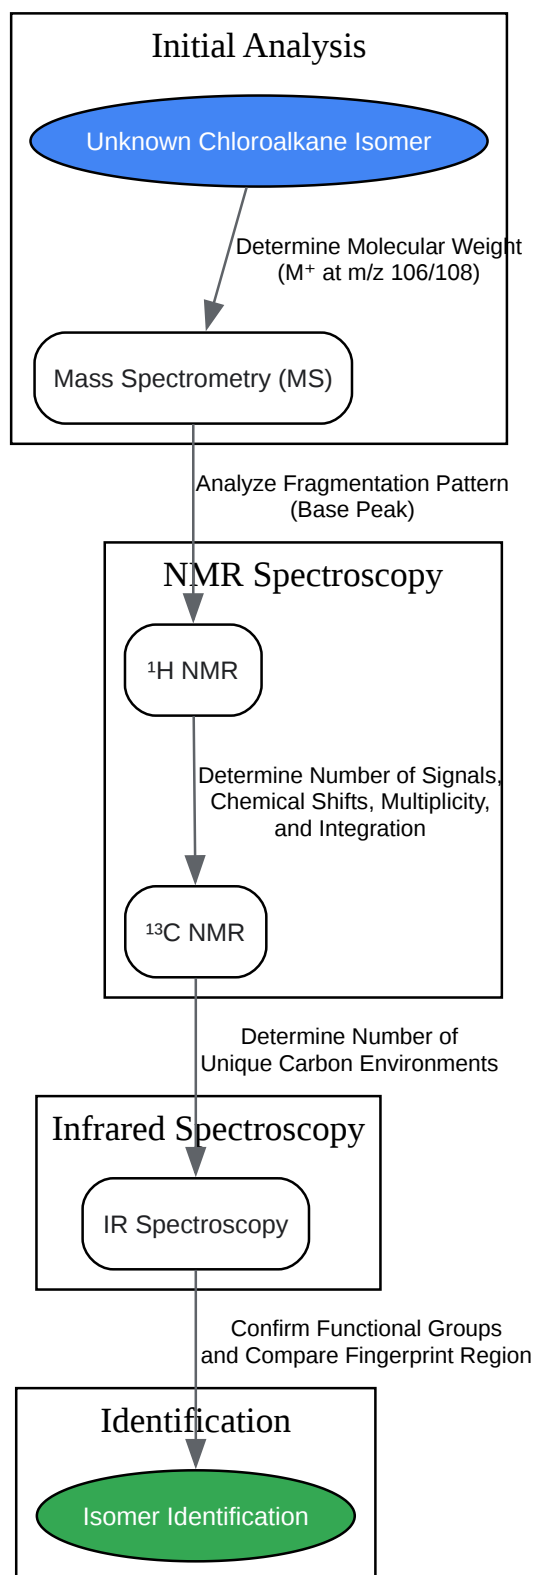 Initial Analysis
Unknown Chloroalkane Isomer
Determine Molecular Weight
(M⁺ at m/z 106/108)
Mass Spectrometry (MS)
Analyze Fragmentation Pattern
(Base Peak)
NMR Spectroscopy
¹H NMR
Determine Number of Signals,
Chemical Shifts, Multiplicity,
and Integration
¹³C NMR
Determine Number of
Unique Carbon Environments
Infrared Spectroscopy
IR Spectroscopy
Confirm Functional Groups
and Compare Fingerprint Region
Identification
Isomer Identification